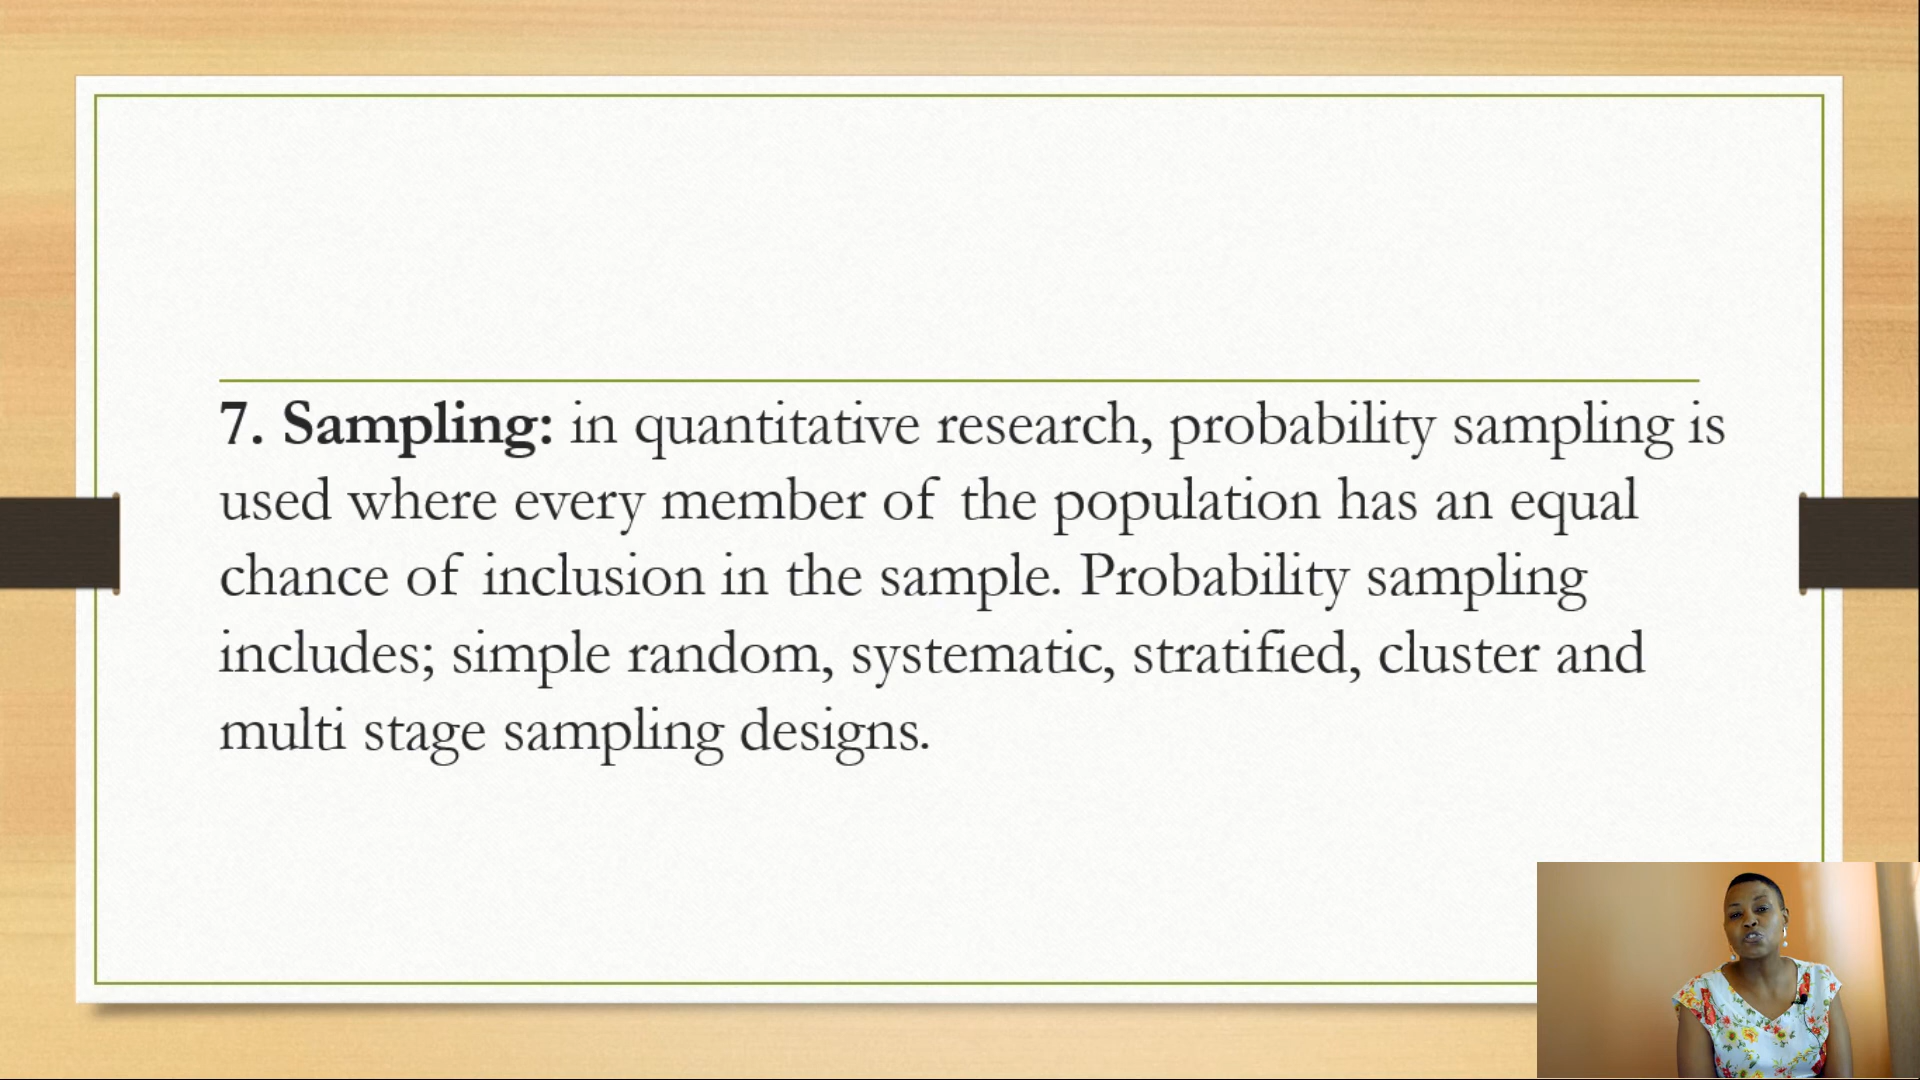 7. Sampling: in quantitative research, probability sampling is
used where every member of the population has an equal
chance of inclusion in the sample. Probability sampling
includes; simple random, systematic, stratified, cluster and
multi stage sampling designs.